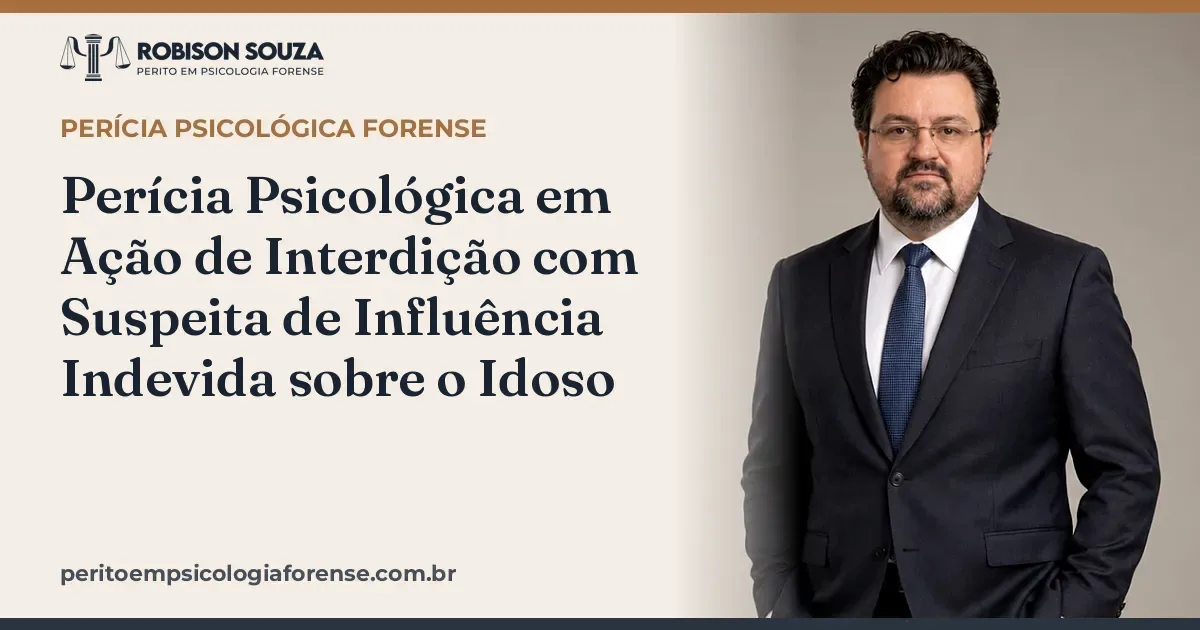 ROBISON SOUZA
PERITO EM PSICOLOGIA FORENSE
PERÍCIA PSICOLÓGICA FORENSE
Perícia Psicológica em
Ação de Interdição com
Suspeita de Influência
Indevida sobre o Idoso
peritoempsicologiaforense.com.br